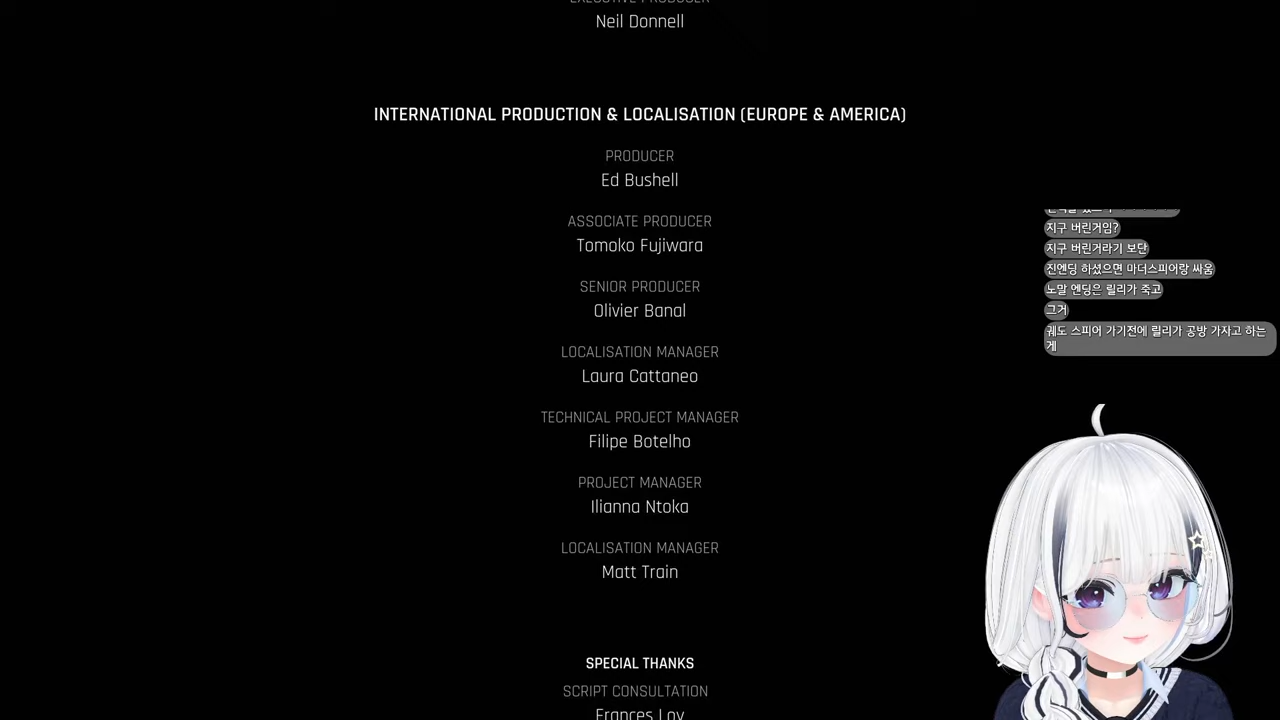 EXECUTIVE PRODUCER
Neil Donnell
INTERNATIONAL PRODUCTION & LOCALISATION (EUROPE & AMERICA)
PRODUCER
Ed Bushell
ASSOCIATE PRODUCER
Tomoko Fujiwara
SENIOR PRODUCER
Olivier Banal
LOCALISATION MANAGER
Laura Cattaneo
TECHNICAL PROJECT MANAGER
Filipe Botelho
PROJECT MANAGER
Ilianna Ntoka
LOCALISATION MANAGER
Matt Train
SPECIAL THANKS
SCRIPT CONSULTATION
Frances Loy
지구 버린거임?
지구 버린거라기 보단
진엔딩 하셨으면 마더스피어랑 싸움
노말 엔딩은 릴리가 죽고
그거
궤도 스피어 가기전에 릴리가 공방 가자고 하는
게